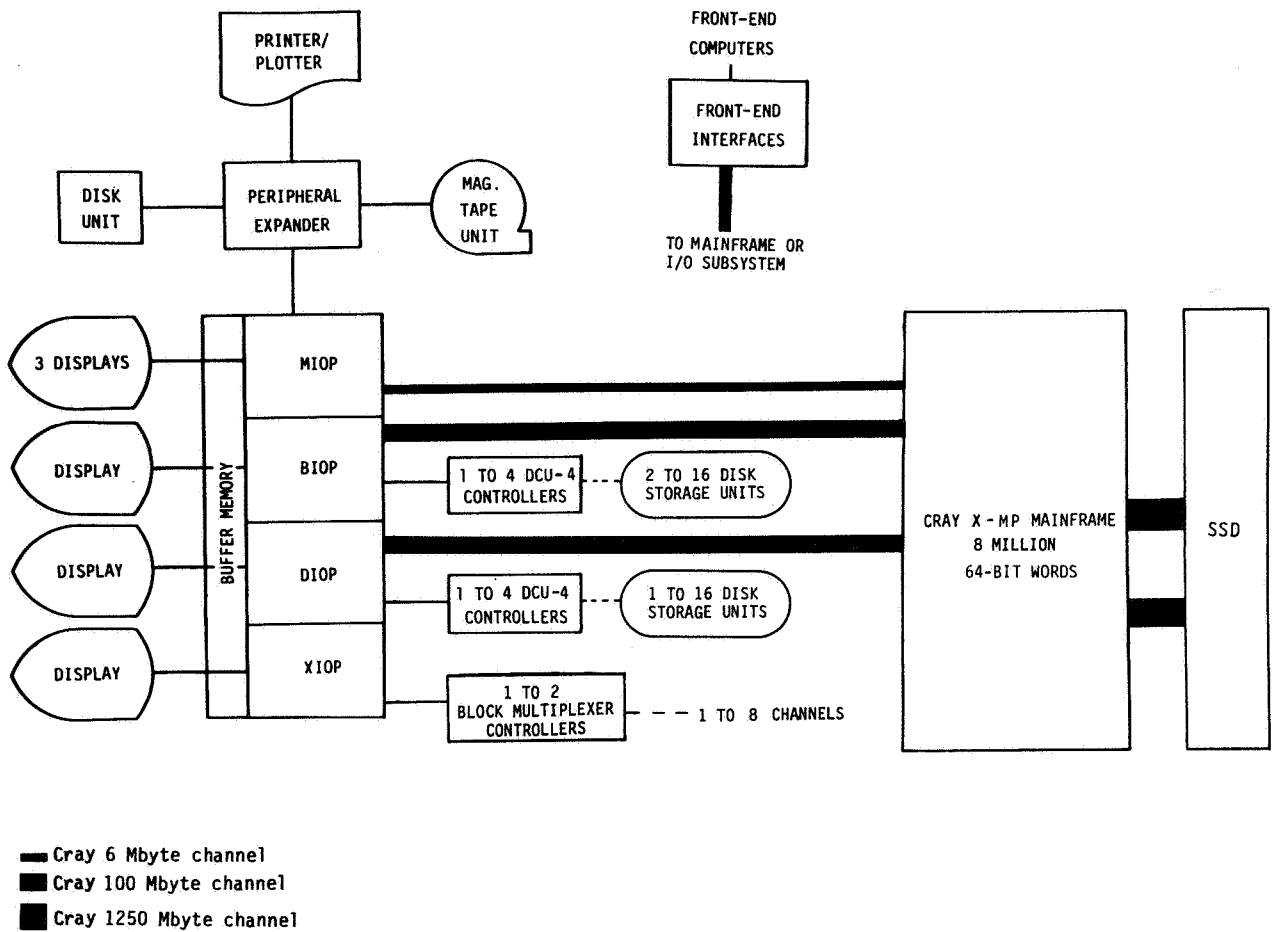 PRINTER/
PLOTTER
FRONT-END
COMPUTERS
FRONT-END
INTERFACES
TO MAINFRAME OR
I/O SUBSYSTEM
DISK
UNIT
PERIPHERAL
EXPANDER
MAG.
TAPE
UNIT
3 DISPLAYS
DISPLAY
DISPLAY
DISPLAY
BUFFER MEMORY
MIOP
BIOP
DIOP
XIOP
1 TO 4 DCU-4
CONTROLLERS
2 TO 16 DISK
STORAGE UNITS
1 TO 4 DCU-4
CONTROLLERS
1 TO 16 DISK
STORAGE UNITS
1 TO 2
BLOCK MULTIPLEXER
CONTROLLERS
1 TO 8 CHANNELS
CRAY X-MP MAINFRAME
8 MILLION
64-BIT WORDS
SSD
Cray 6 Mbyte channel
Cray 100 Mbyte channel
Cray 1250 Mbyte channel